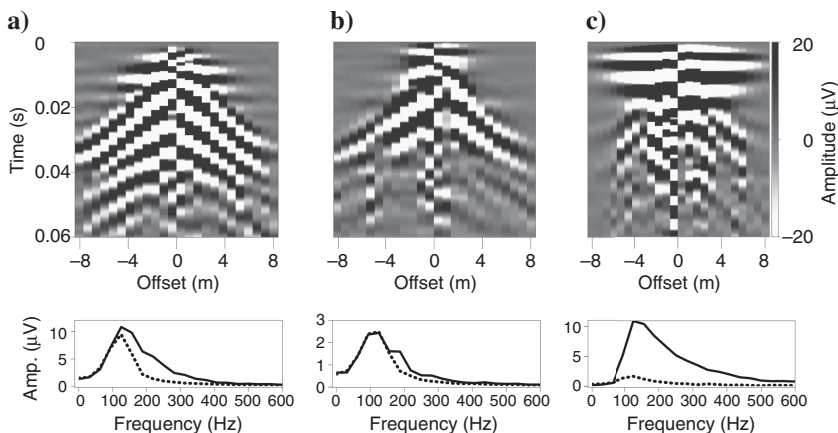 a)
b)
c)
0
0.02
0.04
0.06
Time (s)
−8 −4 0 4 8
Offset (m)
−8 −4 0 4 8
Offset (m)
−8 −4 0 4 8
Offset (m)
20
0
−20
Amplitude (μV)
10
5
0
Amp. (μV)
0 100 200 300 400 500 600
Frequency (Hz)
3
2
1
0
0 100 200 300 400 500 600
Frequency (Hz)
10
5
0
0 100 200 300 400 500 600
Frequency (Hz)